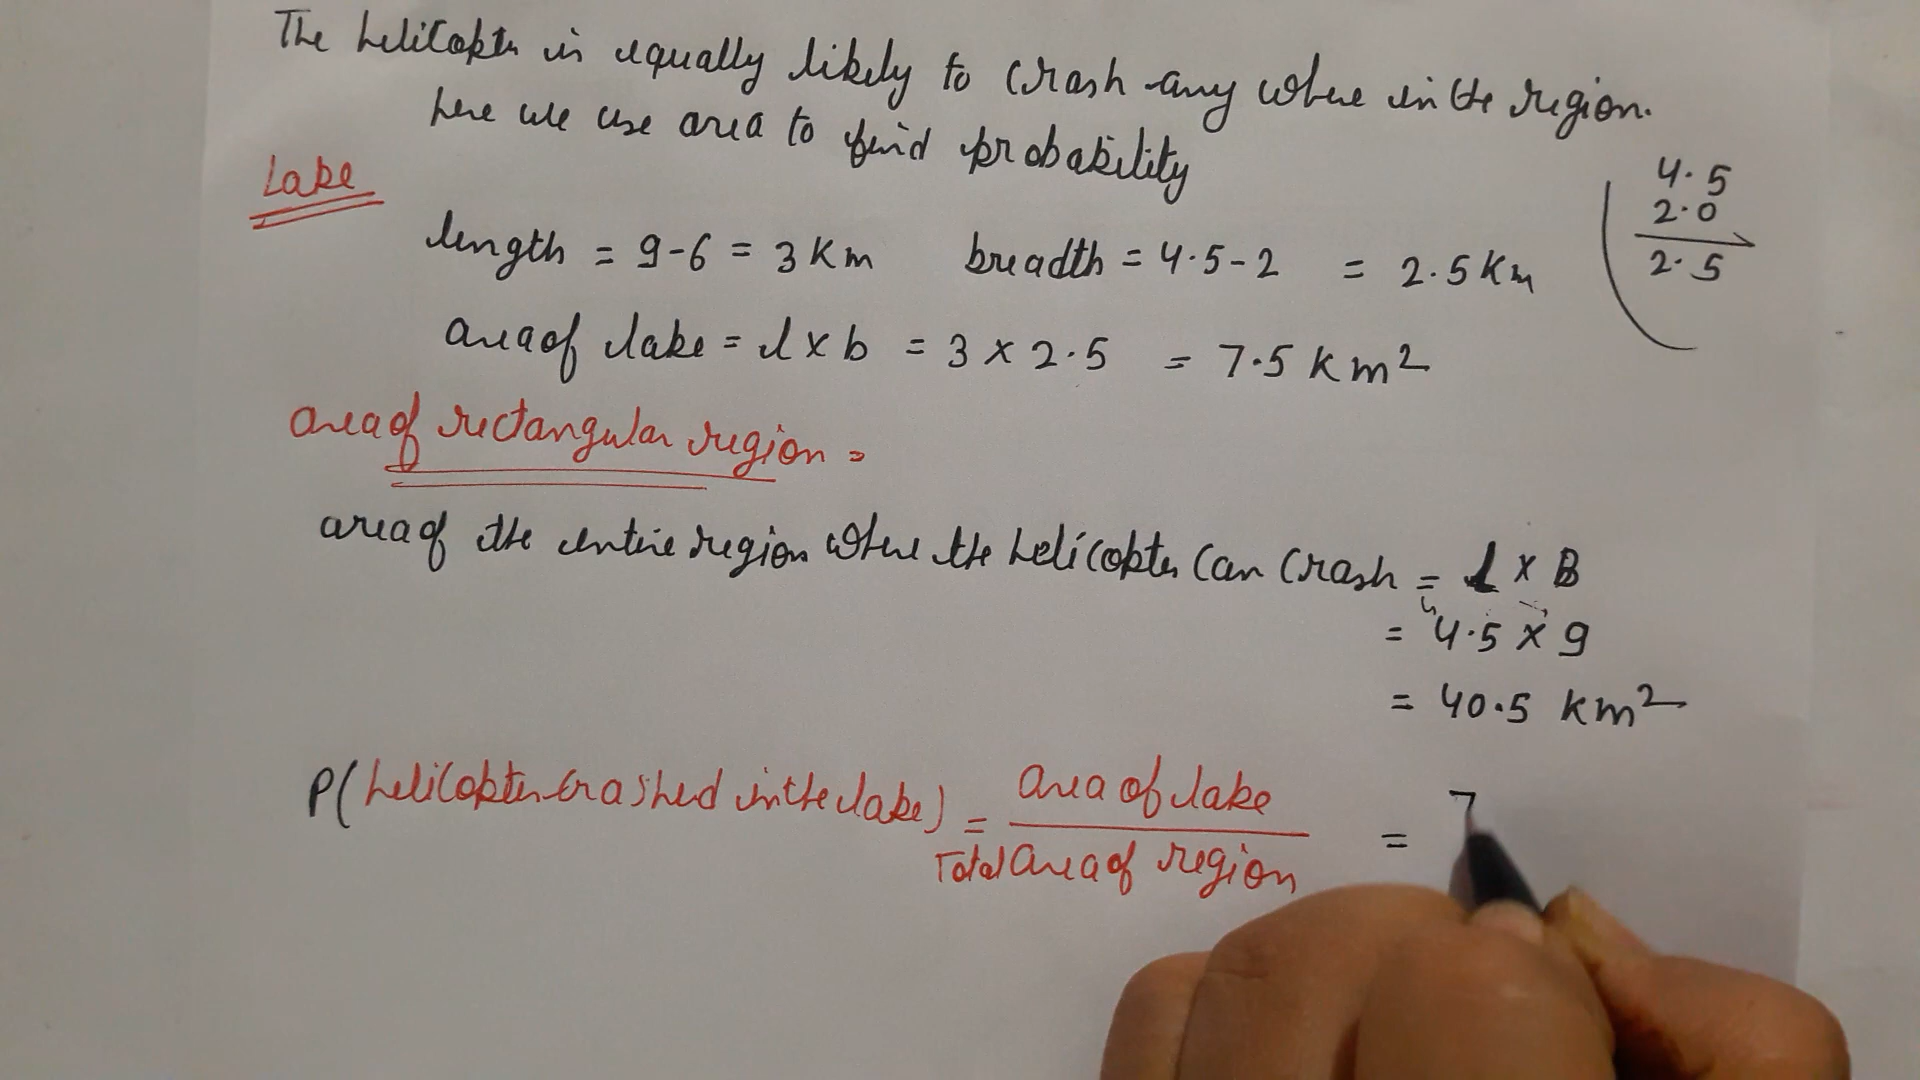 The helicopter is equally likely to crash any where in the region.
here we use area to find probability
Lake
4.5
2.0
2.5
length = 9-6 = 3 Km breadth = 4.5-2 = 2.5 Km
area of lake = l x b = 3 x 2.5 = 7.5 Km²
area of rectangular region =
area of the entire region where the helicopter can crash = L x B
= 4.5 x 9
= 40.5 km²
P(helicopter crashed in the lake) = area of lake / Total area of region = 7